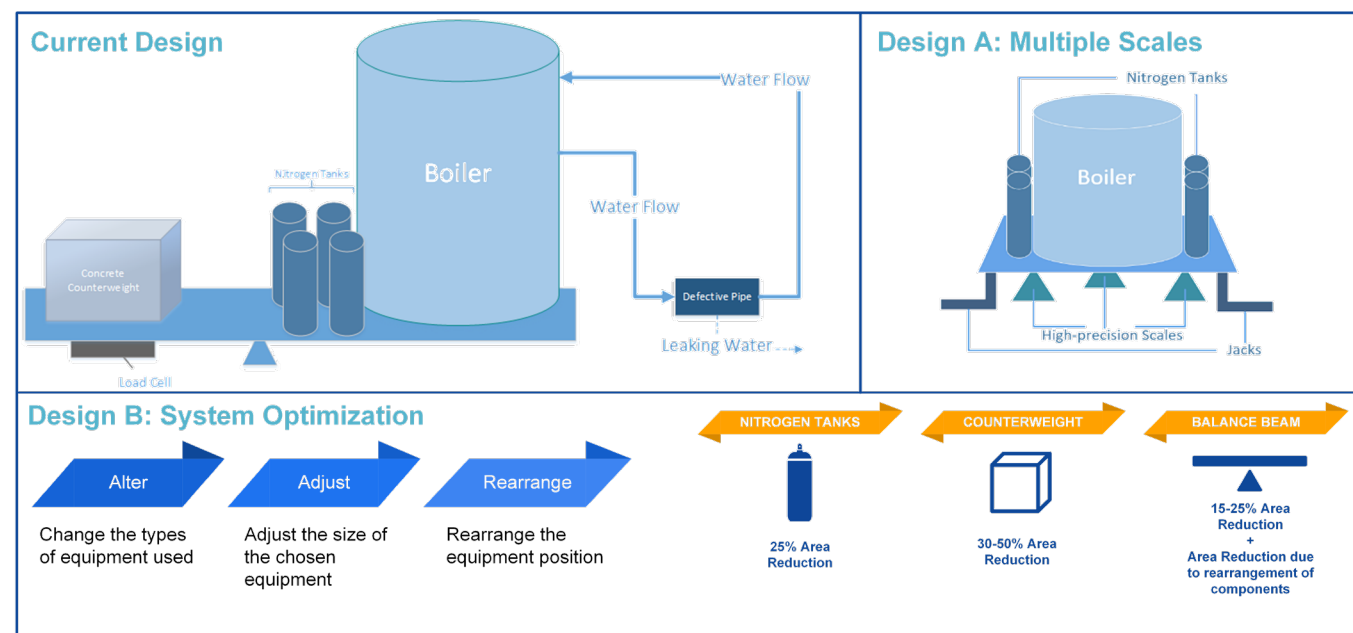 Current Design
Water Flow
Boiler
Nitrogen Tanks
Water Flow
Concrete
Counterweight
Defective Pipe
Leaking Water
Load Cell
Design A: Multiple Scales
Nitrogen Tanks
Boiler
High-precision Scales
Jacks
Design B: System Optimization
Alter
Change the types
of equipment used
Adjust
Adjust the size of
the chosen
equipment
Rearrange
Rearrange the
equipment position
NITROGEN TANKS
25% Area
Reduction
COUNTERWEIGHT
30-50% Area
Reduction
BALANCE BEAM
15-25% Area
Reduction
+
Area Reduction due
to rearrangement of
components